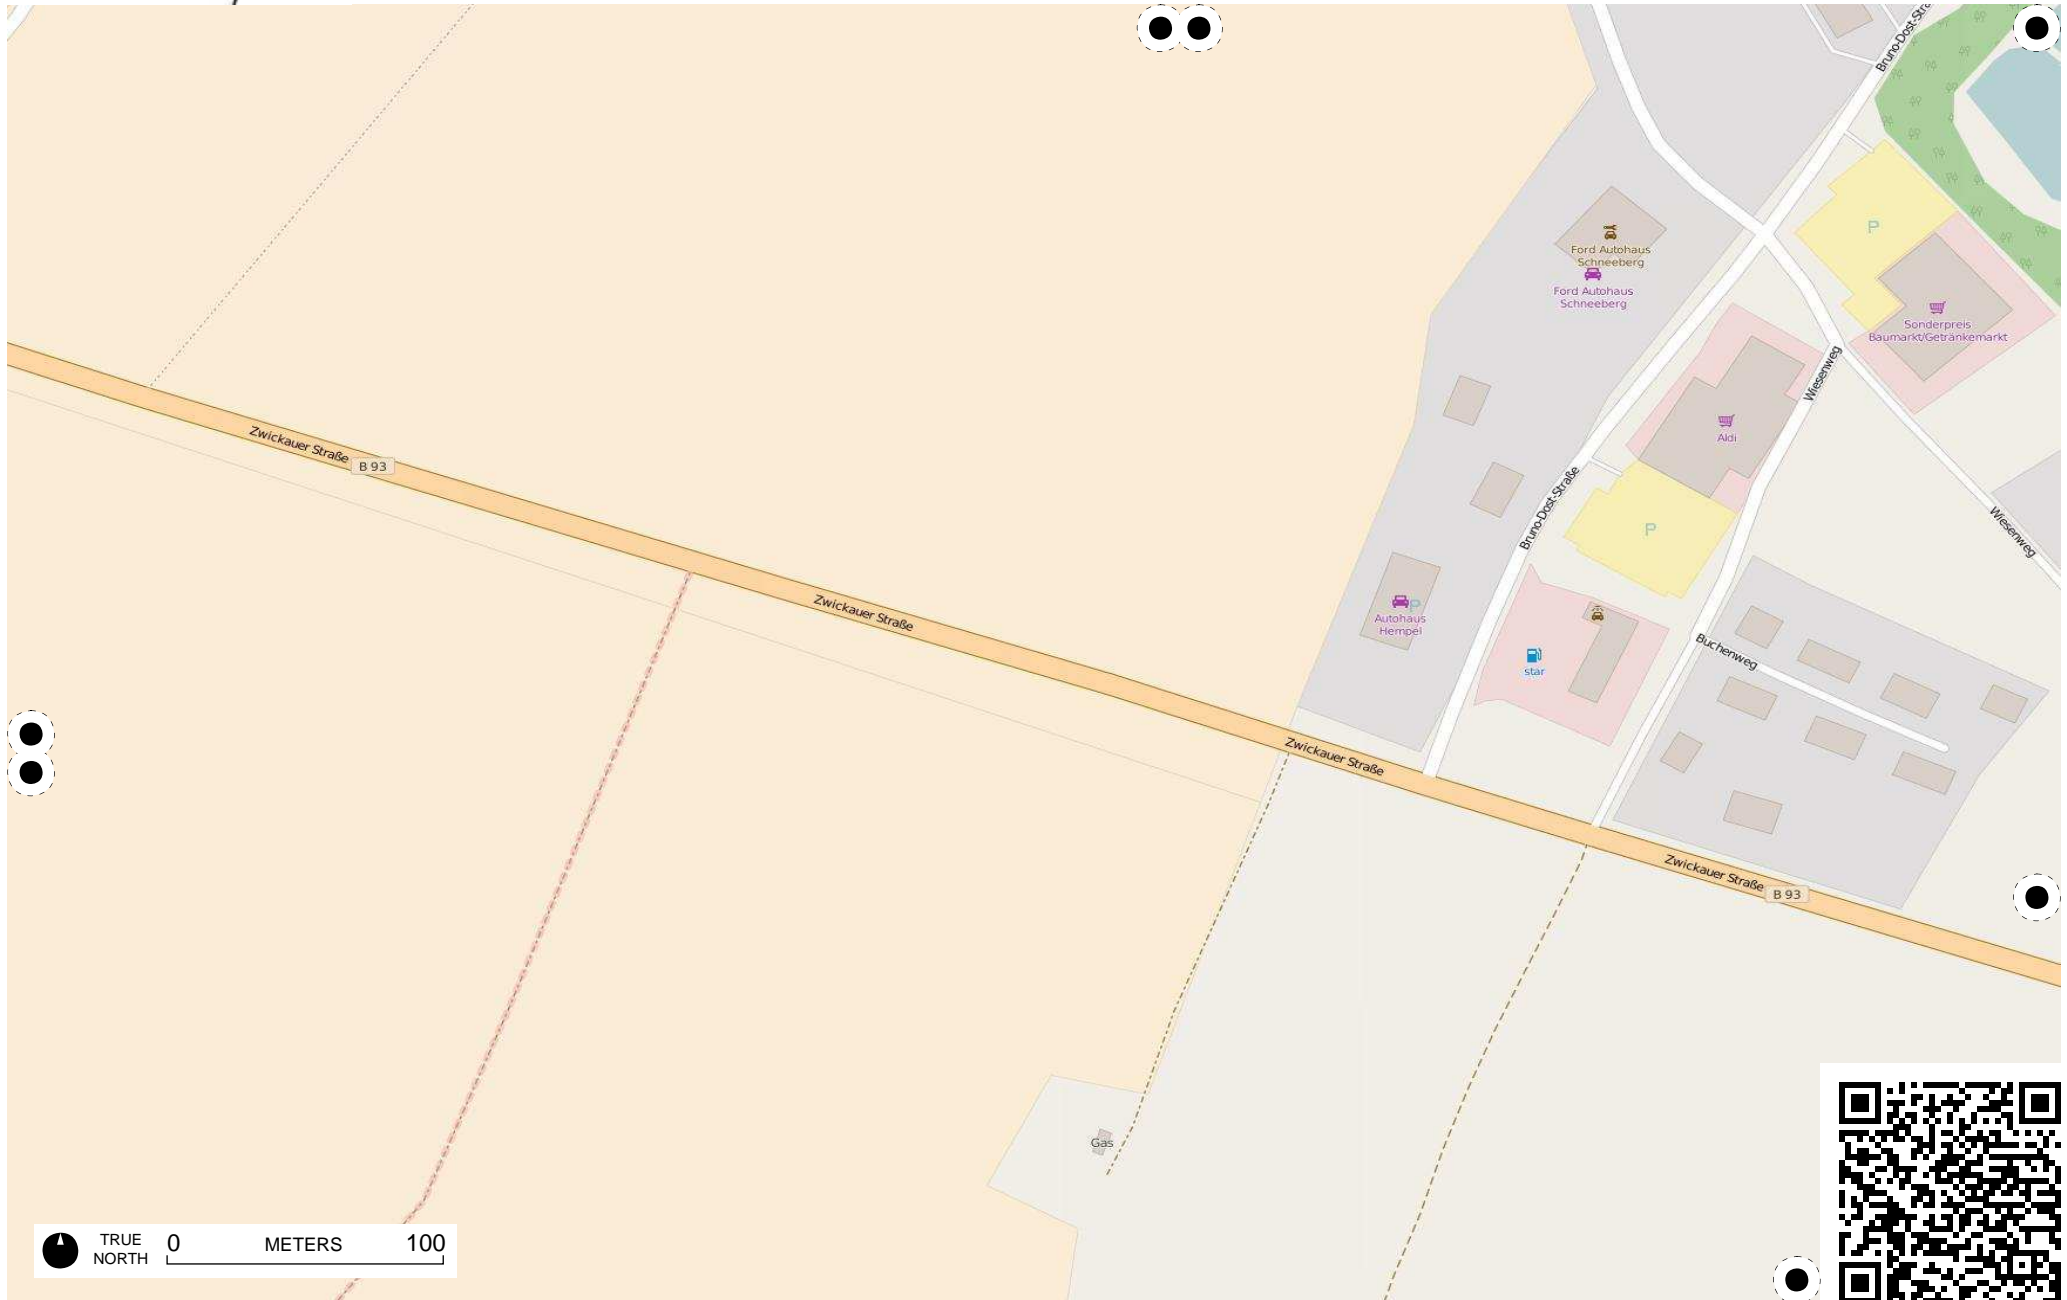 Bruno-Dost-Stra
Ford Autohaus
Schneeberg
Ford Autohaus
Schneeberg
P
Sonderpreis
Baumarkt/Getränkemarkt
Wiesenweg
Aldi
Zwickauer Straße
B 93
Bruno-Dost-Straße
P
Wiesenweg
Zwickauer Straße
P
Autohaus
Hempel
star
Buchenweg
Zwickauer Straße
Zwickauer Straße
B 93
Gas
TRUE
NORTH
0 METERS 100